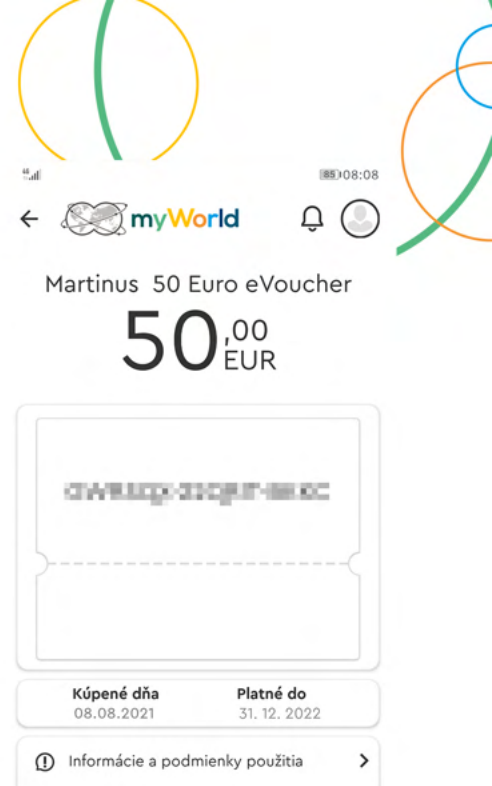 85 08:08
myWorld
Martinus 50 Euro eVoucher
50,00
EUR
Kúpené dňa Platné do
08.08.2021 31. 12. 2022
Informácie a podmienky použitia